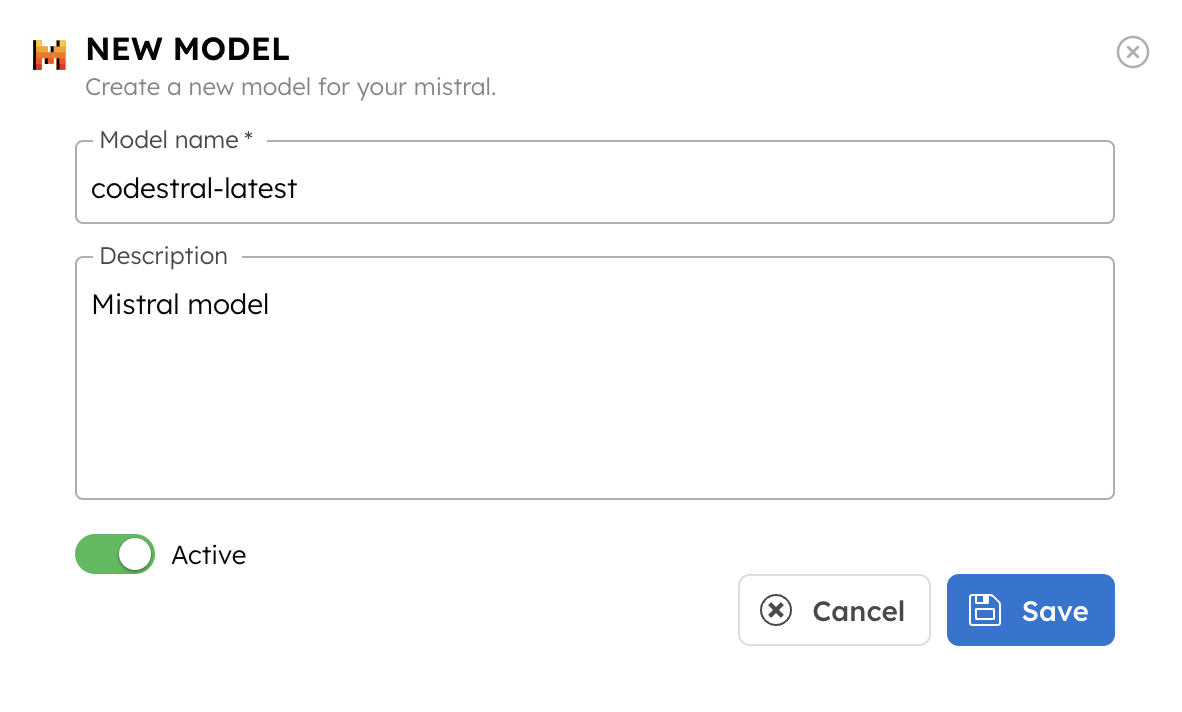 NEW MODEL
Create a new model for your mistral.
Model name *
codestral-latest
Description
Mistral model
Active
Cancel
Save